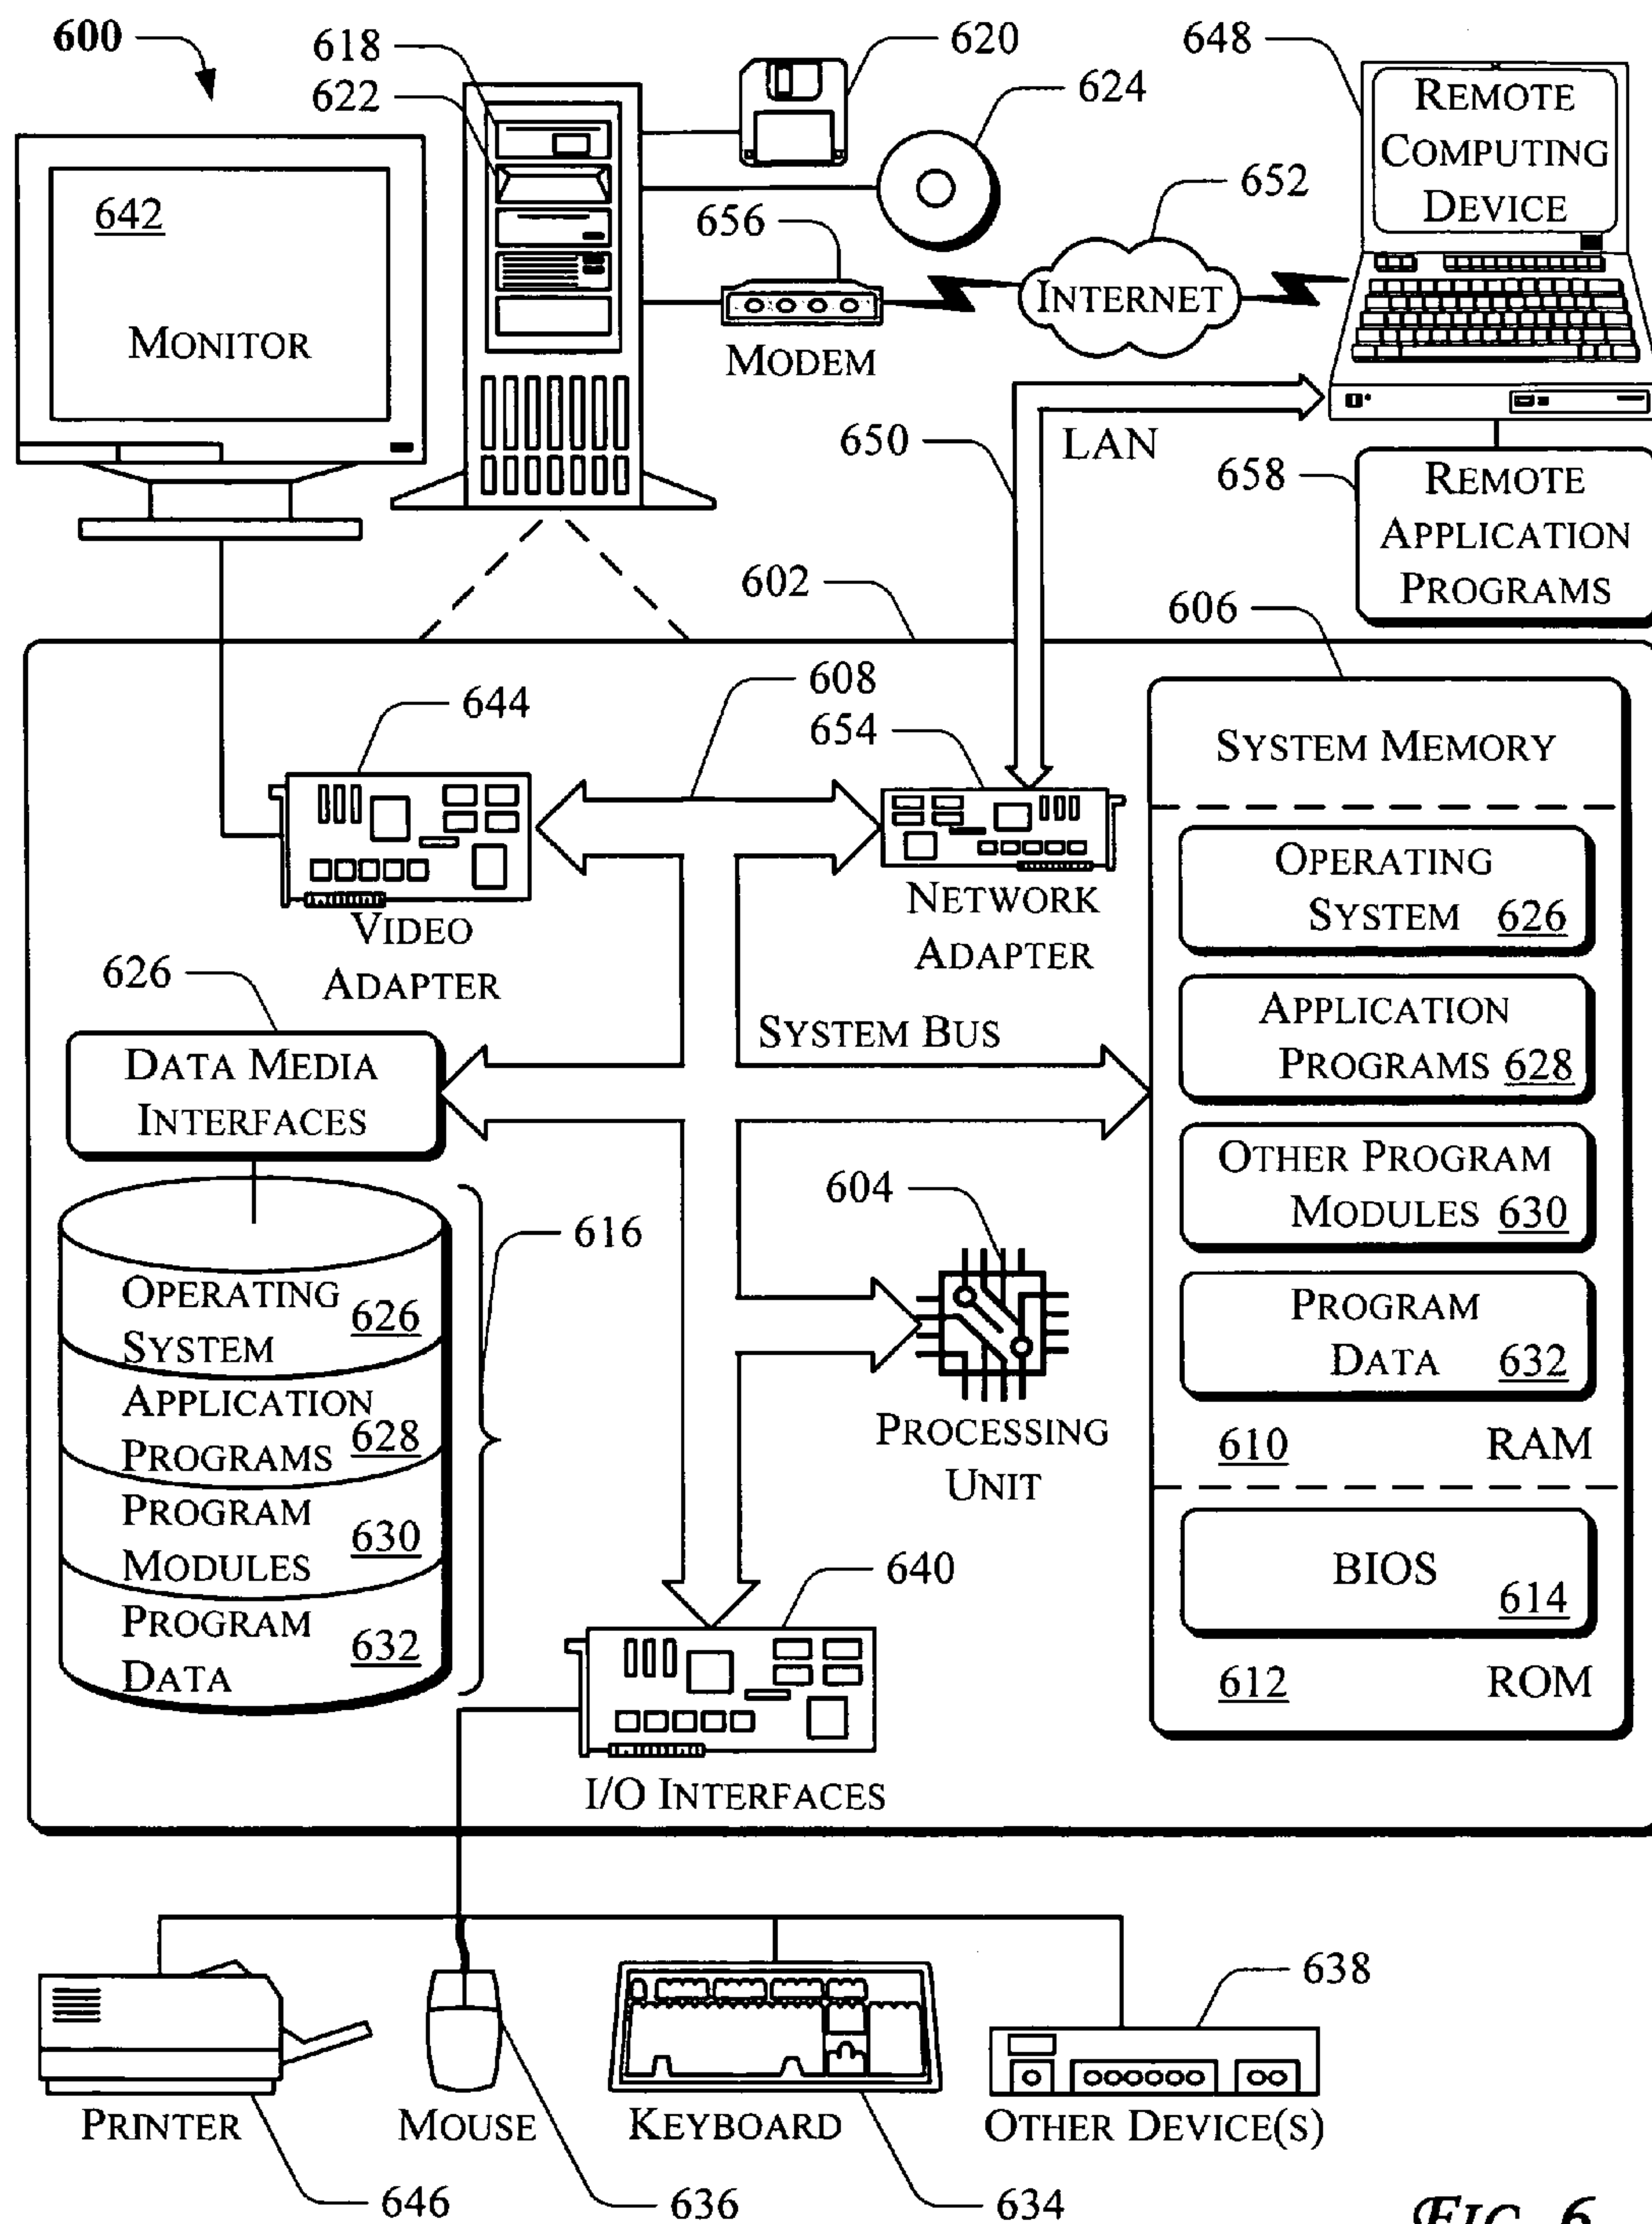 600
618
622
620
624
648
REMOTE
COMPUTING
DEVICE
642
MONITOR
656
MODEM
652
INTERNET
650
LAN
658
REMOTE
APPLICATION
PROGRAMS
602
606
608
644
654
VIDEO
ADAPTER
NETWORK
ADAPTER
SYSTEM MEMORY
OPERATING
SYSTEM 626
APPLICATION
PROGRAMS 628
OTHER PROGRAM
MODULES 630
PROGRAM
DATA 632
610 RAM
BIOS
614
612 ROM
626
DATA MEDIA
INTERFACES
SYSTEM BUS
616
OPERATING
SYSTEM 626
APPLICATION
PROGRAMS 628
PROGRAM
MODULES 630
PROGRAM
DATA 632
604
PROCESSING
UNIT
640
I/O INTERFACES
638
PRINTER
MOUSE
KEYBOARD
OTHER DEVICE(S)
646
636
634
FIG. 6